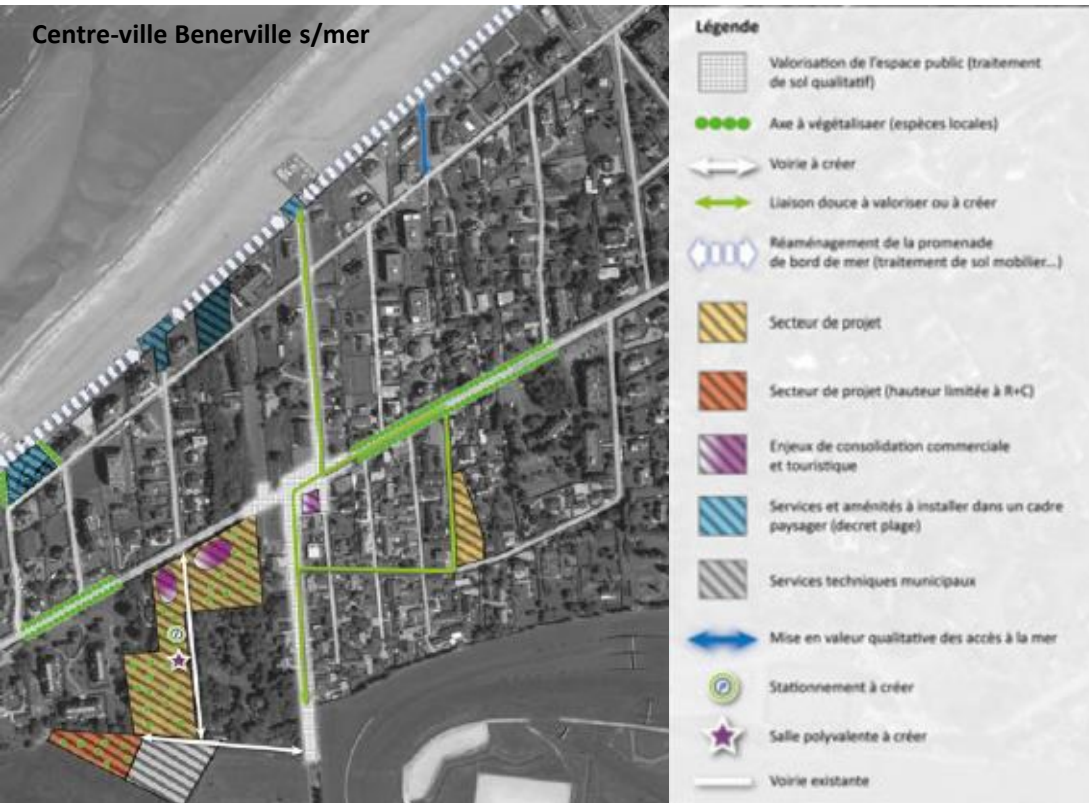 Centre-ville Benerville s/mer
Légende
Valorisation de l'espace public (traitement
de sol qualitatif)
Axe à végétalisaer (espèces locales)
Voirie à créer
Liaison douce à valoriser ou à créer
Réaménagement de la promenade
de bord de mer (traitement de sol mobilier...)
Secteur de projet
Secteur de projet (hauteur limitée à R+C)
Enjeux de consolidation commerciale
et touristique
Services et aménités à installer dans un cadre
paysager (decret plage)
Services techniques municipaux
Mise en valeur qualitative des accès à la mer
Stationnement à créer
Salle polyvalente à créer
Voirie existante